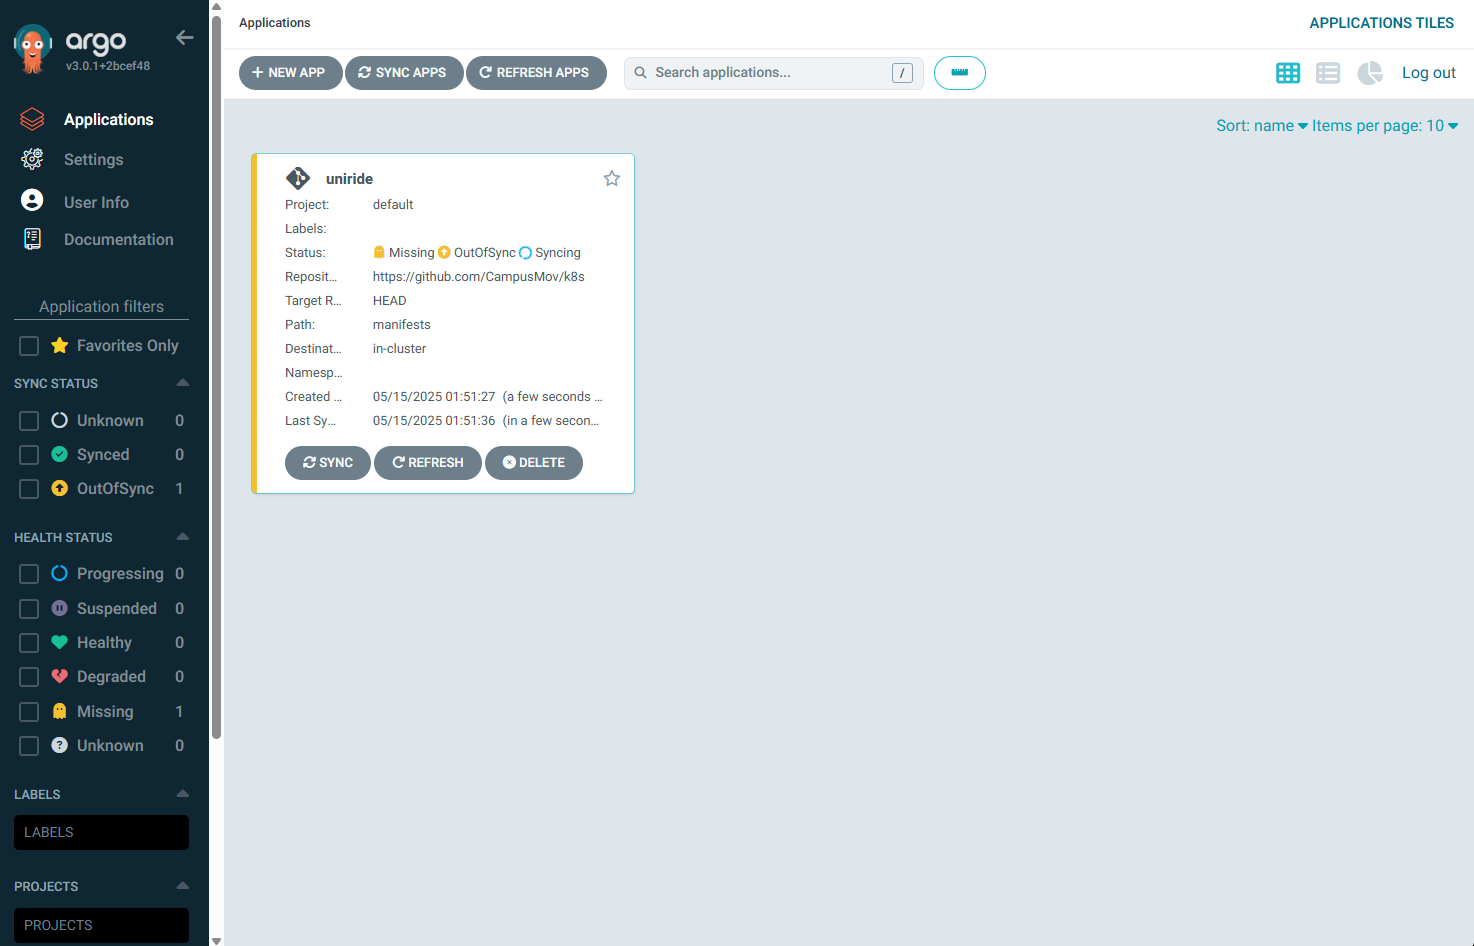 argo
v3.0.1+2bcef48
Applications
Settings
User Info
Documentation
Application filters
Favorites Only
SYNC STATUS
Unknown 0
Synced 0
OutOfSync 1
HEALTH STATUS
Progressing 0
Suspended 0
Healthy 0
Degraded 0
Missing 1
? Unknown 0
LABELS
LABELS
PROJECTS
PROJECTS
Applications
APPLICATIONS TILES
+ NEW APP SYNC APPS REFRESH APPS Search applications... / Log out
Sort: name Items per page: 10
uniride
Project: default
Labels:
Status: Missing OutOfSync Syncing
Reposit... https://github.com/CampusMov/k8s
Target R... HEAD
Path: manifests
Destinat... in-cluster
Namesp...
Created ... 05/15/2025 01:51:27 (a few seconds ...
Last Sy... 05/15/2025 01:51:36 (in a few secon...
SYNC REFRESH DELETE